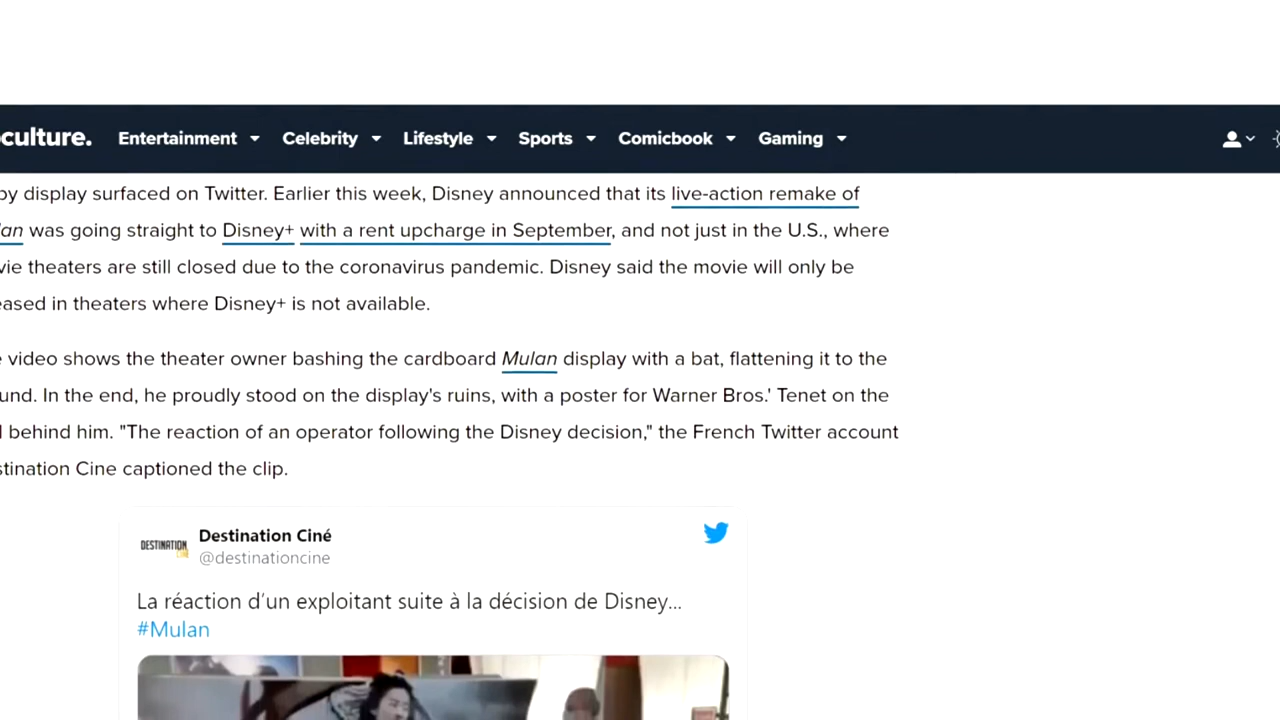 culture. Entertainment Celebrity Lifestyle Sports Comicbook Gaming
display surfaced on Twitter. Earlier this week, Disney announced that its live-action remake of
was going straight to Disney+ with a rent upcharge in September, and not just in the U.S., where
theaters are still closed due to the coronavirus pandemic. Disney said the movie will only be
in theaters where Disney+ is not available.
video shows the theater owner bashing the cardboard Mulan display with a bat, flattening it to the
In the end, he proudly stood on the display's ruins, with a poster for Warner Bros.' Tenet on the
behind him. "The reaction of an operator following the Disney decision," the French Twitter account
Cine captioned the clip.
DESTINATION
Destination Ciné
@destinationcine
La réaction d'un exploitant suite à la décision de Disney...
#Mulan